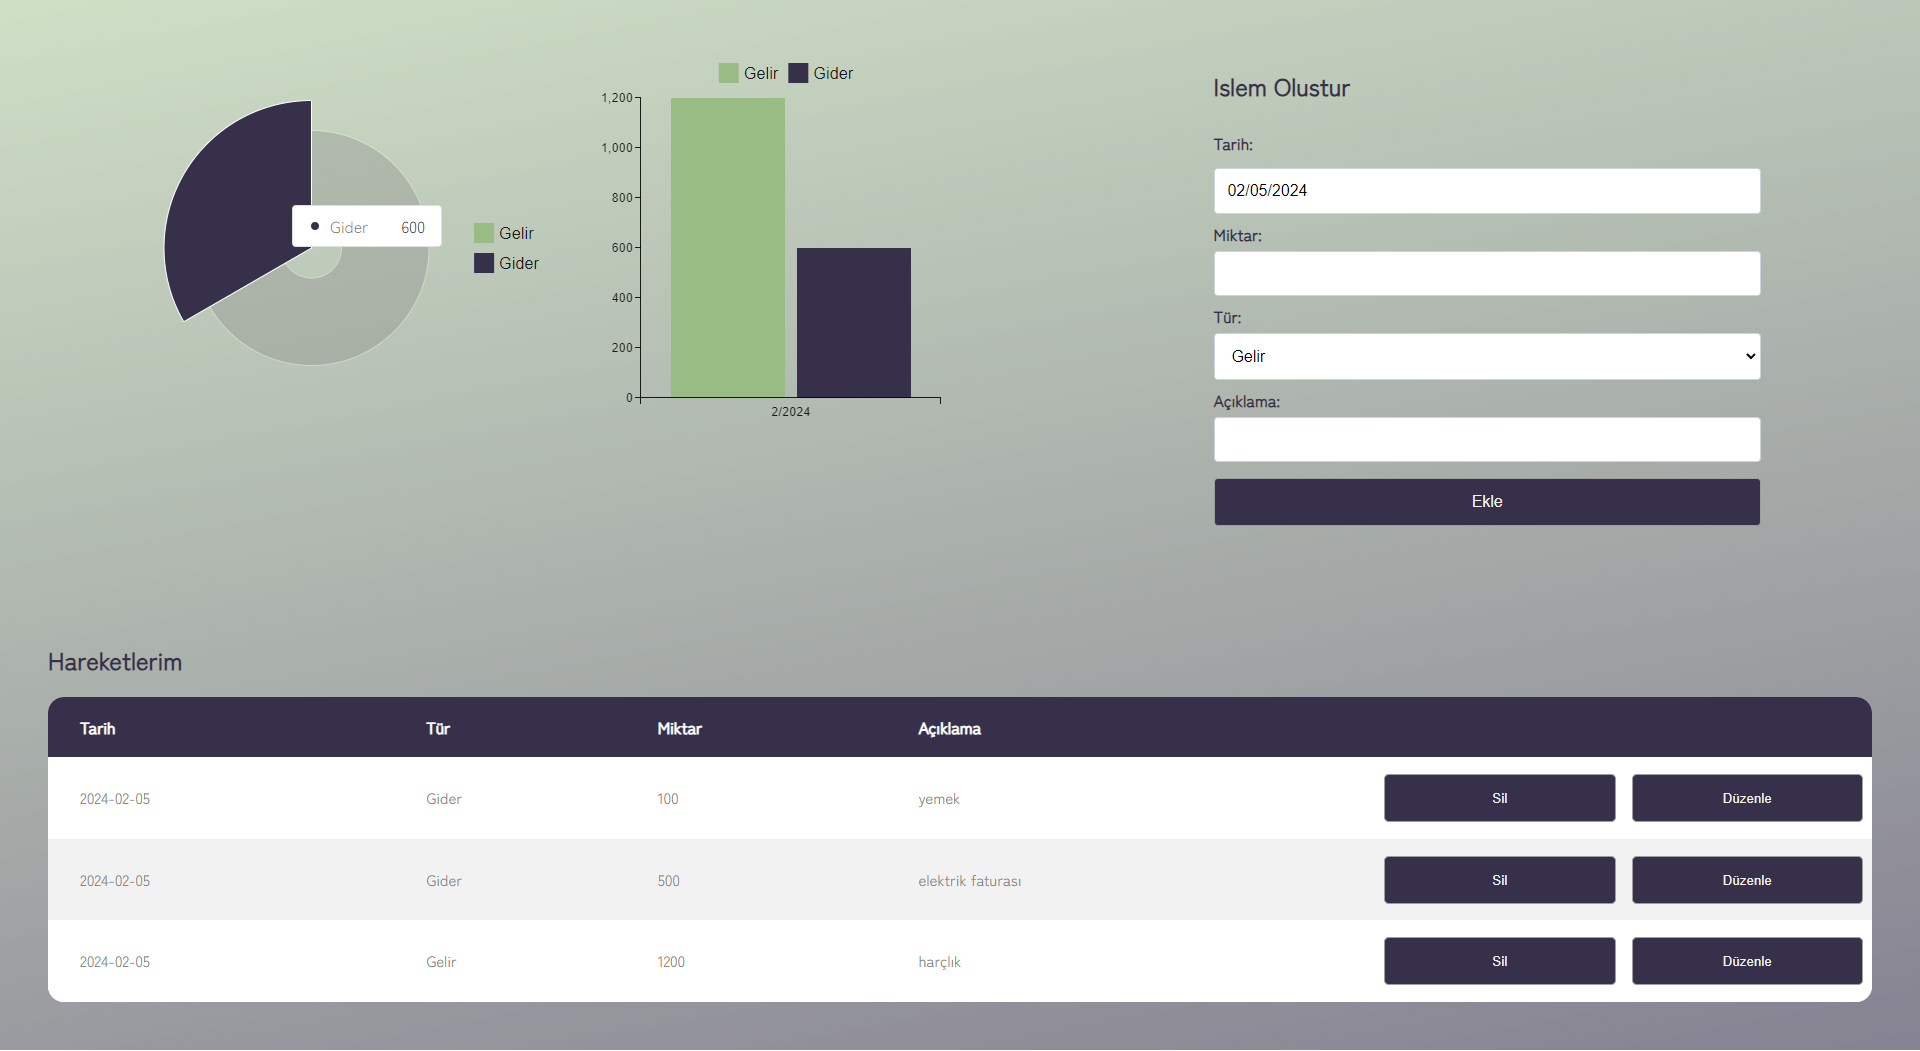 Gider 600
Gelir
Gider
Gelir Gider
1,200
1,000
800
600
400
200
0
2/2024
Islem Olustur
Tarih:
02/05/2024
Miktar:
Tür:
Gelir
Açıklama:
Ekle
Hareketlerim
Tarih Tür Miktar Açıklama
2024-02-05 Gider 100 yemek Sil Düzenle
2024-02-05 Gider 500 elektrik faturası Sil Düzenle
2024-02-05 Gelir 1200 harçlık Sil Düzenle